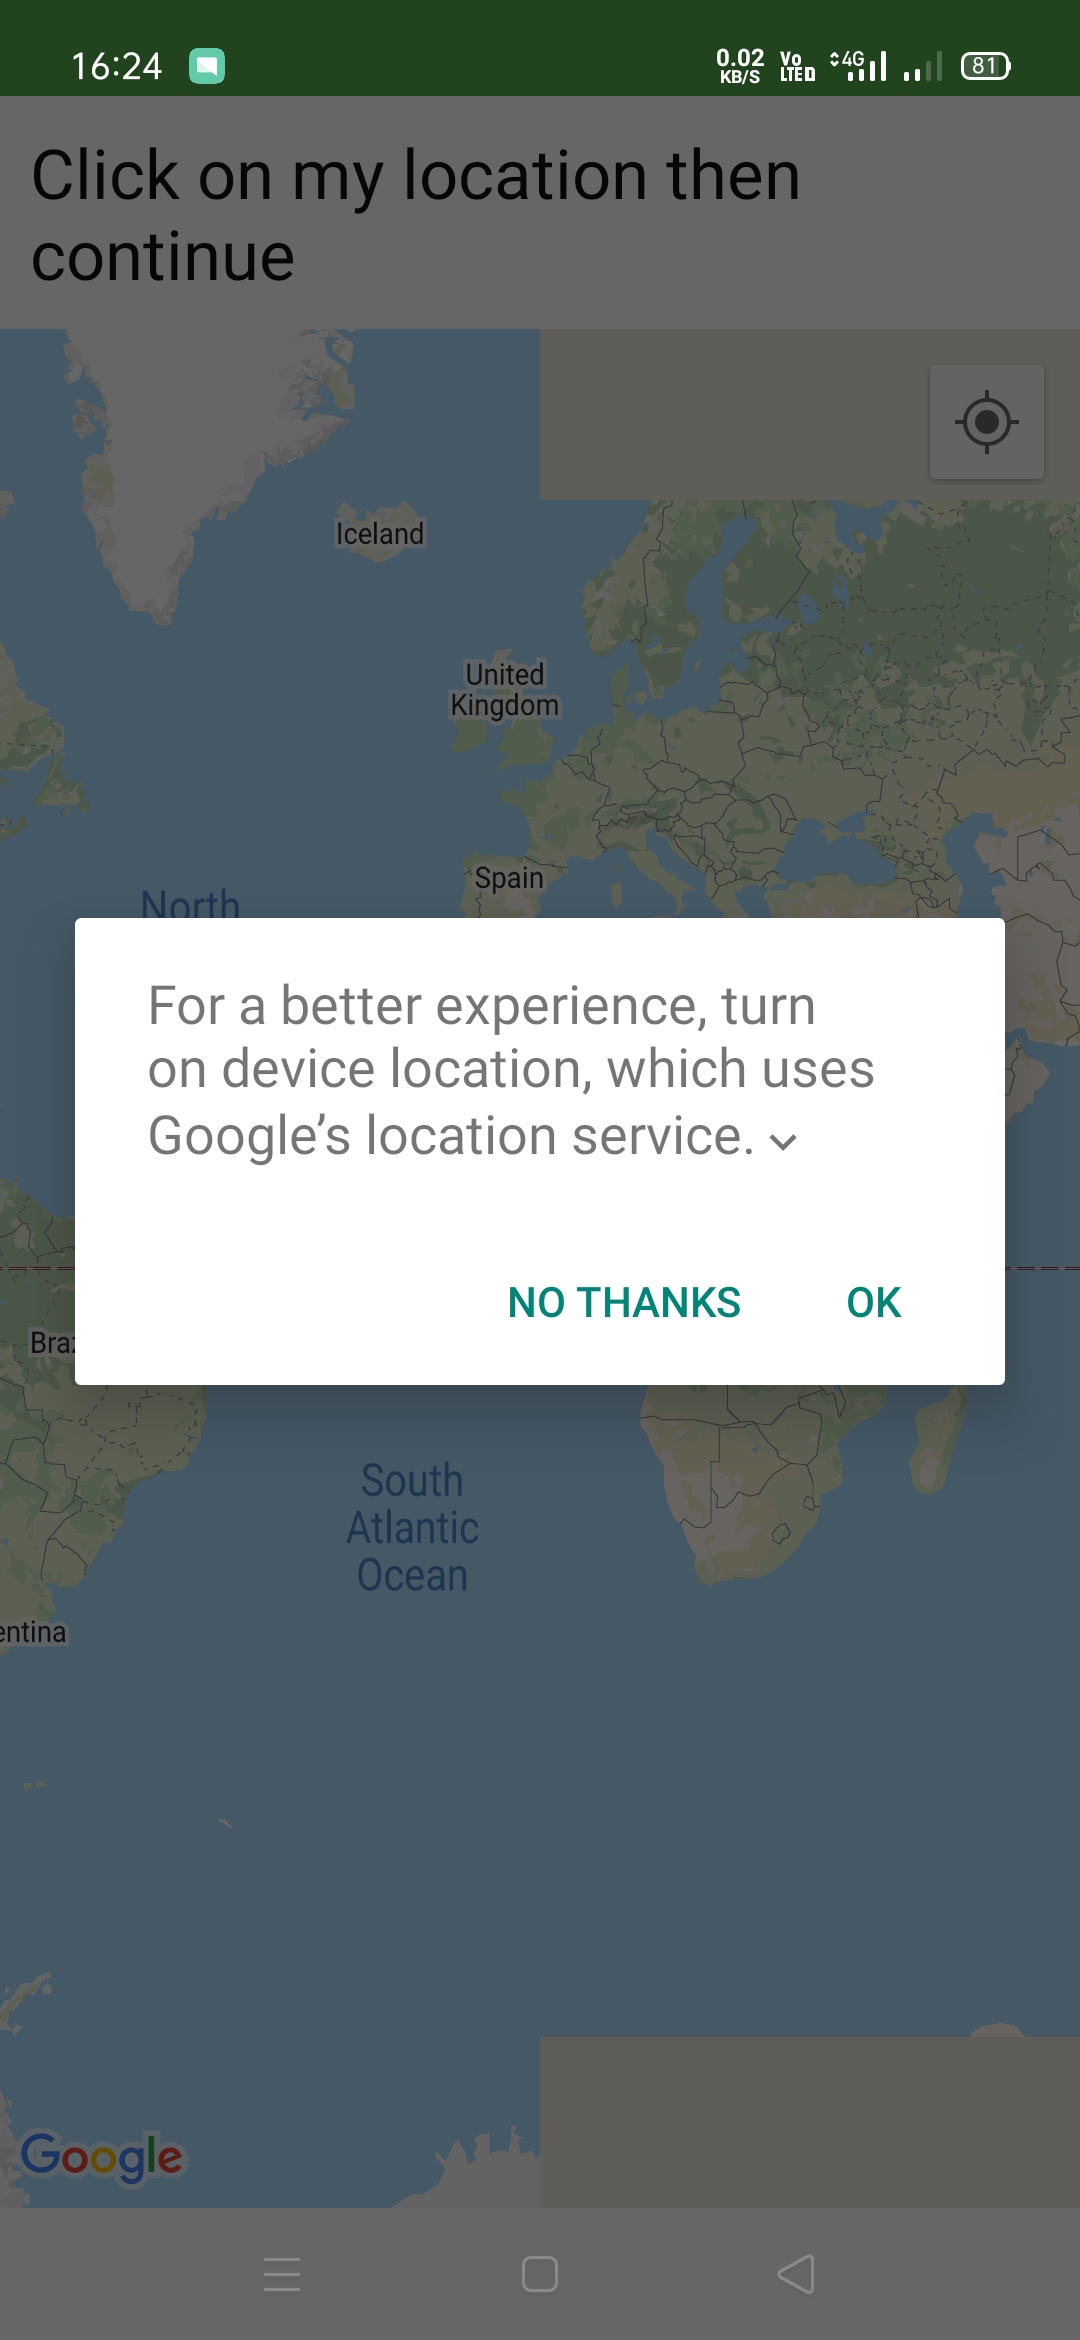 16:24
0.02
KB/S
Vo
LTE
4G
81
Click on my location then
continue
Iceland
United
Kingdom
Spain
North
For a better experience, turn
on device location, which uses
Google’s location service.
NO THANKS
OK
Braz
South
Atlantic
Ocean
entina
Google